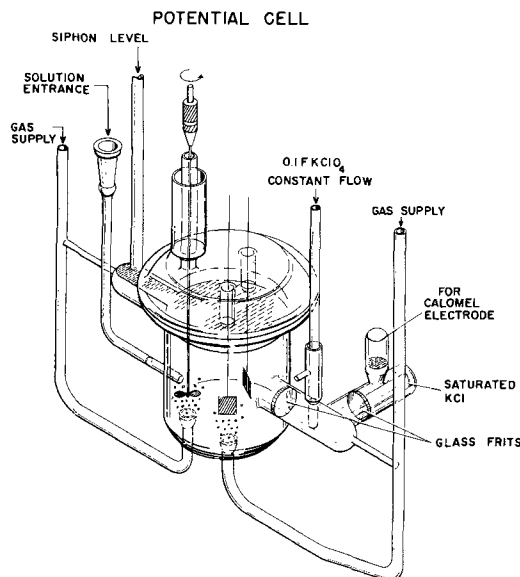 POTENTIAL CELL
SIPHON LEVEL
SOLUTION
ENTRANCE
GAS
SUPPLY
0.1 F KClO4
CONSTANT FLOW
GAS SUPPLY
FOR
CALOMEL
ELECTRODE
SATURATED
KCl
GLASS FRITS